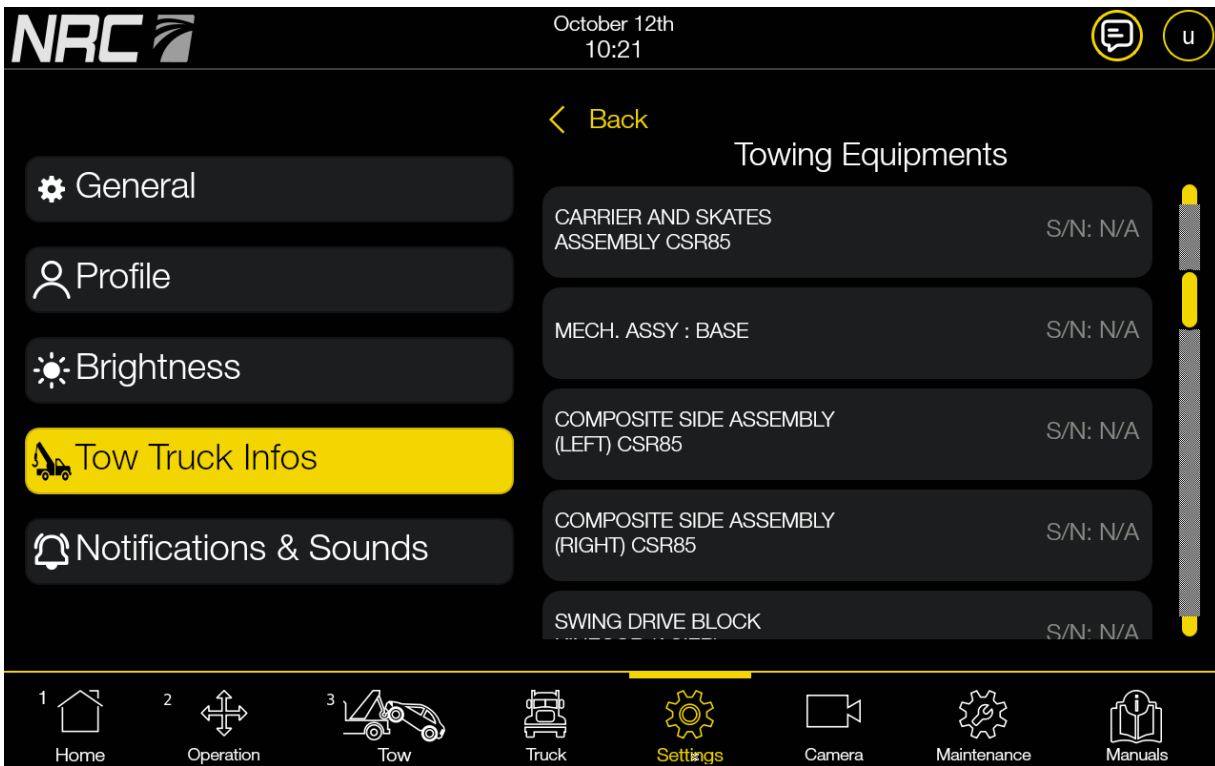 NRC
October 12th
10:21
u
Back
Towing Equipments
General
Profile
Brightness
Tow Truck Infos
Notifications & Sounds
CARRIER AND SKATES
ASSEMBLY CSR85
S/N: N/A
MECH. ASSY : BASE
S/N: N/A
COMPOSITE SIDE ASSEMBLY
(LEFT) CSR85
S/N: N/A
COMPOSITE SIDE ASSEMBLY
(RIGHT) CSR85
S/N: N/A
SWING DRIVE BLOCK
S/N: N/A
1
2
3
Home
Operation
Tow
Truck
Settings
Camera
Maintenance
Manuals